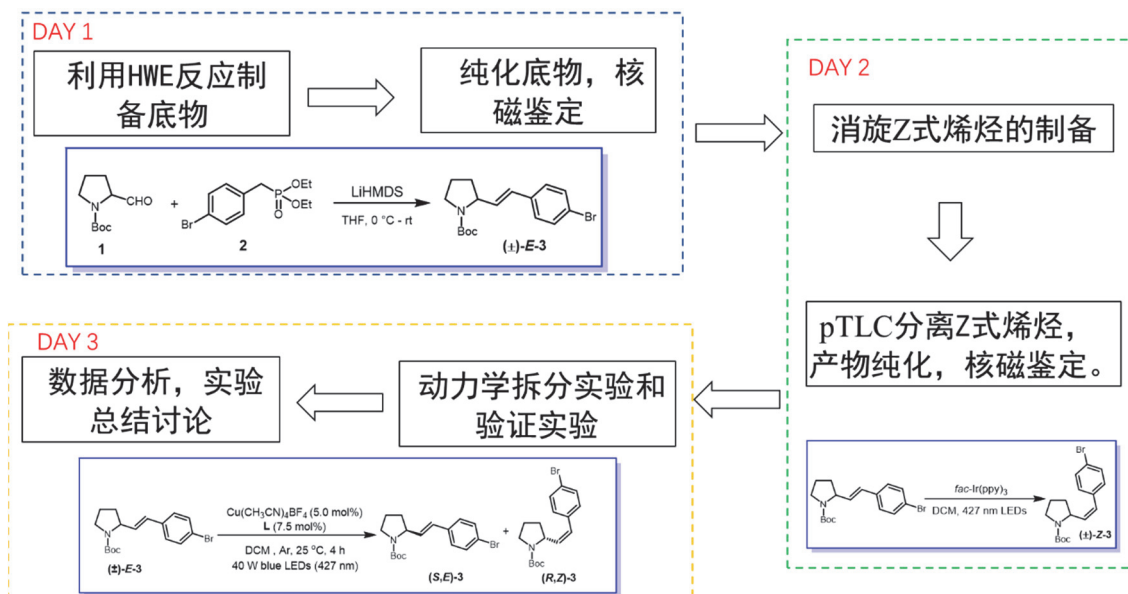 DAY 1
利用HWE反应制
备底物
纯化底物，核
磁鉴定
N
Boc
CHO
1
+
Br
P
OEt
OEt
O
2
LiHMDS
THF, 0 °C - rt
N
Boc
Br
(±)-E-3
DAY 2
消旋Z式烯烃的制备
pTLC分离Z式烯烃，
产物纯化，核磁鉴定。
N
Boc
Br
fac-Ir(ppy)3
DCM, 427 nm LEDs
Br
N
Boc
(±)-Z-3
DAY 3
数据分析，实验
总结讨论
动力学拆分实验和
验证实验
N
Boc
Br
(±)-E-3
Cu(CH3CN)4BF4 (5.0 mol%)
L (7.5 mol%)
DCM , Ar, 25 °C, 4 h
40 W blue LEDs (427 nm)
N
Boc
Br
(S,E)-3
+
Br
N
Boc
(R,Z)-3